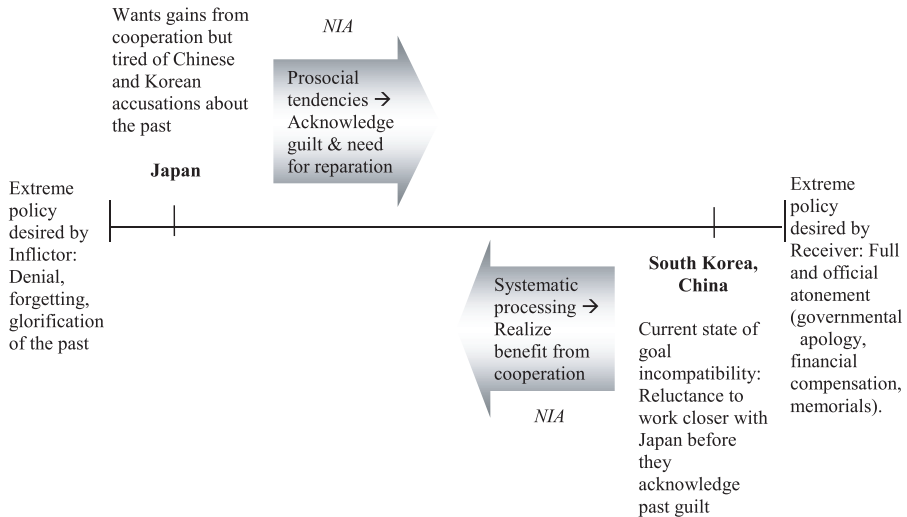 Wants gains from
cooperation but
tired of Chinese
and Korean
accusations about
the past
NIA
Prosocial
tendencies →
Acknowledge
guilt & need
for reparation
Japan
Extreme
policy
desired by
Inflictor:
Denial,
forgetting,
glorification
of the past
Extreme
policy
desired by
Receiver: Full
and official
atonement
(governmental
apology,
financial
compensation,
memorials).
South Korea,
China
Systematic
processing →
Realize
benefit from
cooperation
NIA
Current state of
goal
incompatibility:
Reluctance to
work closer with
Japan before
they
acknowledge
past guilt